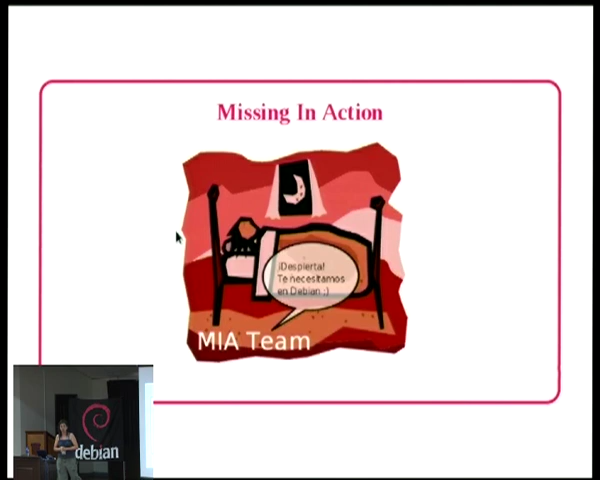 Missing In Action
¡Despierta!
Te necesitamos
en Debian ;)
MIA Team
debian